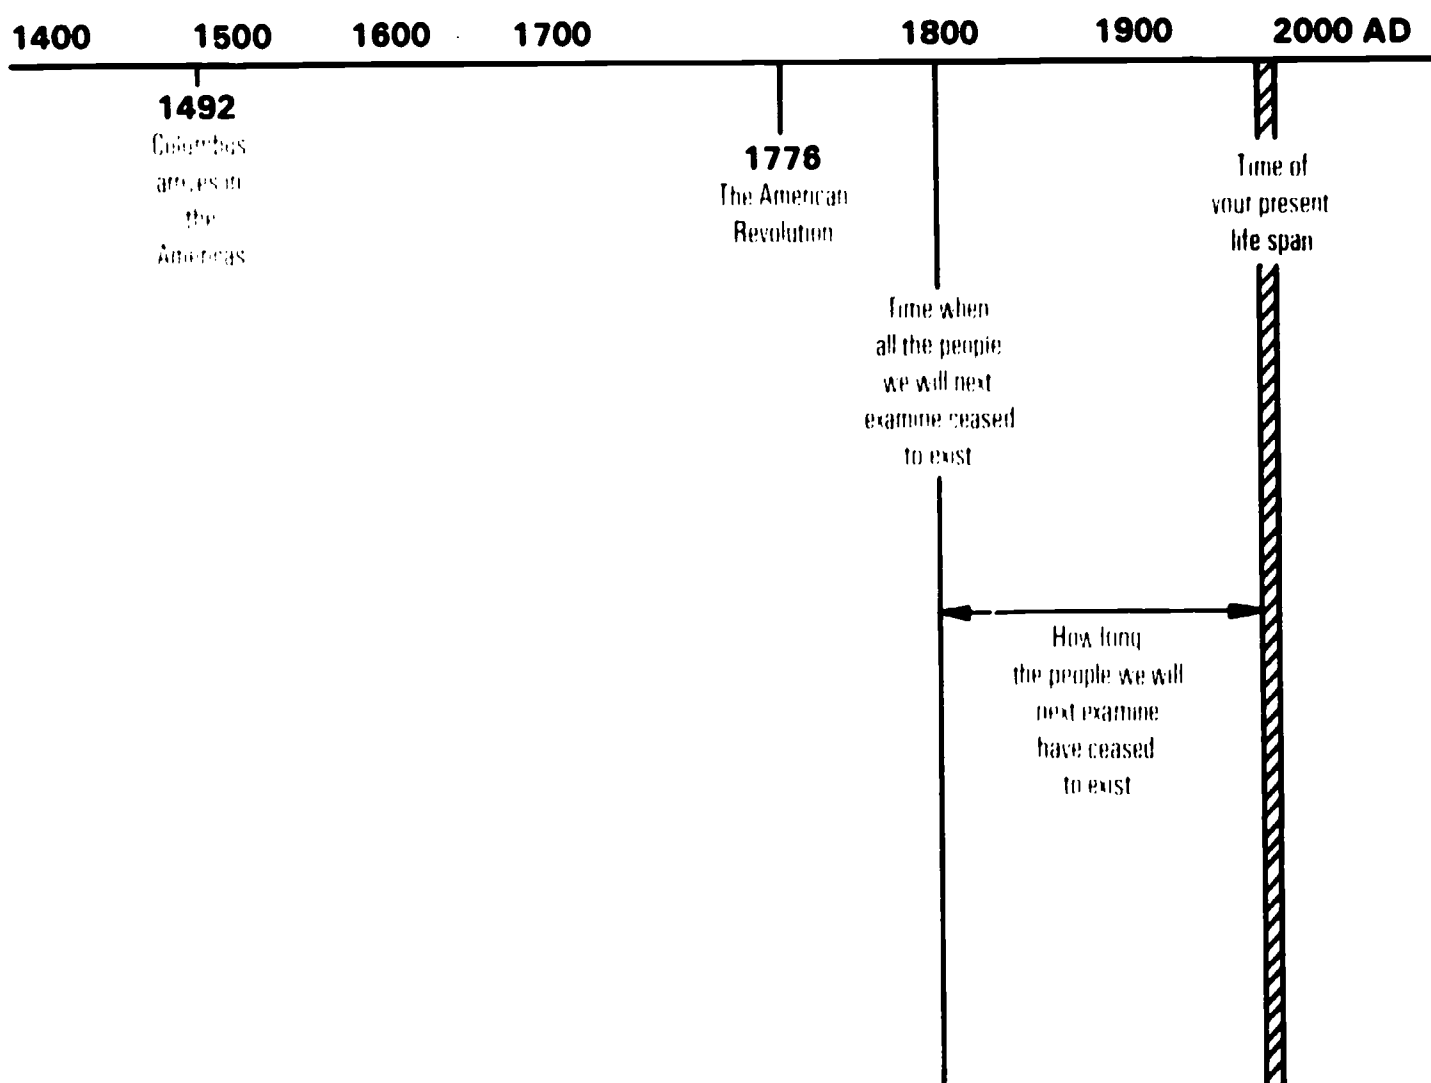 1400 1500 1600 1700 1800 1900 2000 AD
1492
Columbus
arrives in
the
Americas
1776
The American
Revolution
Time when
all the people
we will next
examine ceased
to exist
Time of
your present
life span
How long
the people we will
next examine
have ceased
to exist